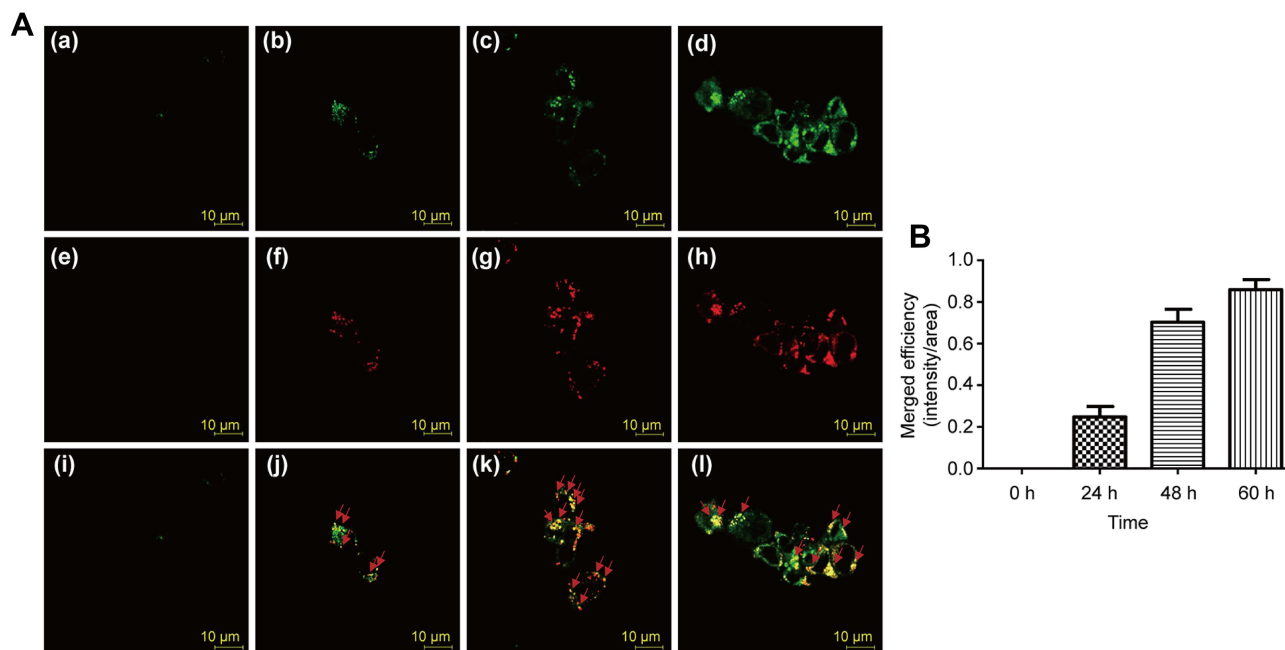 A
(a) (b) (c) (d)
10 µm 10 µm 10 µm 10 µm
(e) (f) (g) (h)
10 µm 10 µm 10 µm 10 µm
(i) (j) (k) (l)
10 µm 10 µm 10 µm 10 µm
B
Merged efficiency
(intensity/area)
1.0
0.8
0.6
0.4
0.2
0.0
0 h 24 h 48 h 60 h
Time